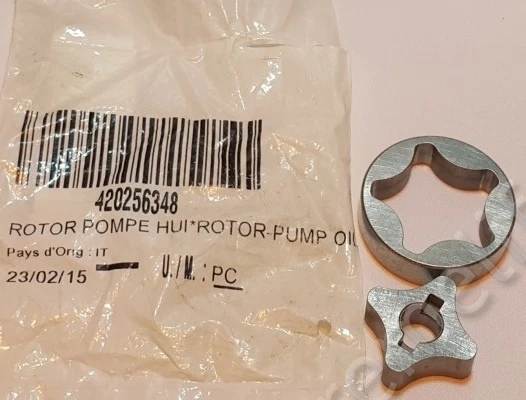 420256348
ROTOR POMPE HUI*ROTOR-PUMP OIL
Pays d'Orig : IT
23/02/15 U./M. : PC